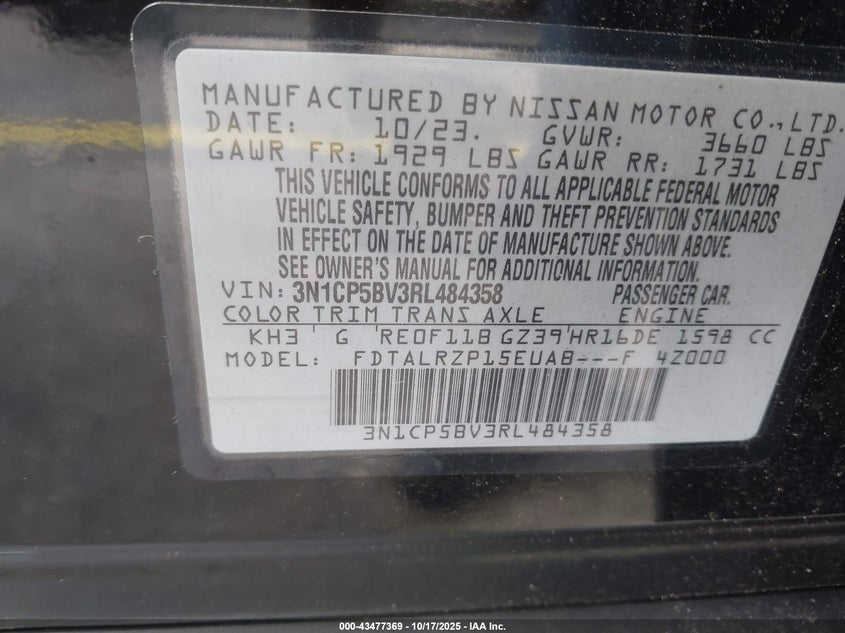 MANUFACTURED BY NISSAN MOTOR CO., LTD.
DATE: 10/23. GVWR: 3660 LBS
GAWR FR: 1929 LBS GAWR RR: 1731 LBS
THIS VEHICLE CONFORMS TO ALL APPLICABLE FEDERAL MOTOR
VEHICLE SAFETY, BUMPER AND THEFT PREVENTION STANDARDS
IN EFFECT ON THE DATE OF MANUFACTURE SHOWN ABOVE.
SEE OWNER'S MANUAL FOR ADDITIONAL INFORMATION.
VIN: 3N1CP5BV3RL484358 PASSENGER CAR.
COLOR TRIM TRANS AXLE ENGINE
KH3 G RE0F11B GZ39 HR16DE 1598 CC
MODEL: FDTALRZP15EUAB---F 4Z000
3N1CP5BV3RL484358
000-43477369 - 10/17/2025 - IAA Inc.